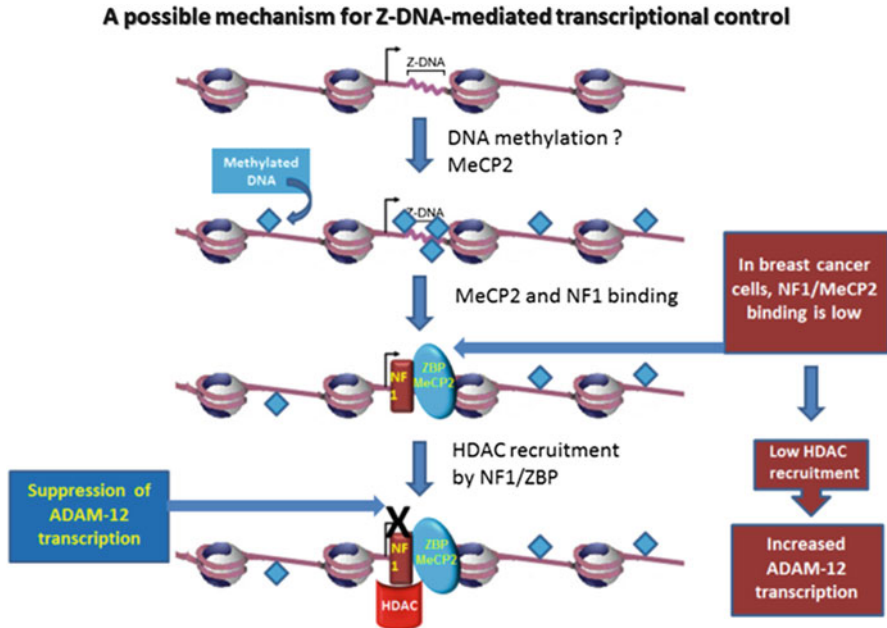 A possible mechanism for Z-DNA-mediated transcriptional control
Z-DNA
DNA methylation ?
MeCP2
Methylated
DNA
Z-DNA
MeCP2 and NF1 binding
In breast cancer
cells, NF1/MeCP2
binding is low
NF
1
ZBP
MeCP2
HDAC recruitment
by NF1/ZBP
Low HDAC
recruitment
Suppression of
ADAM-12
transcription
X
NF
1
ZBP
MeCP2
HDAC
Increased
ADAM-12
transcription